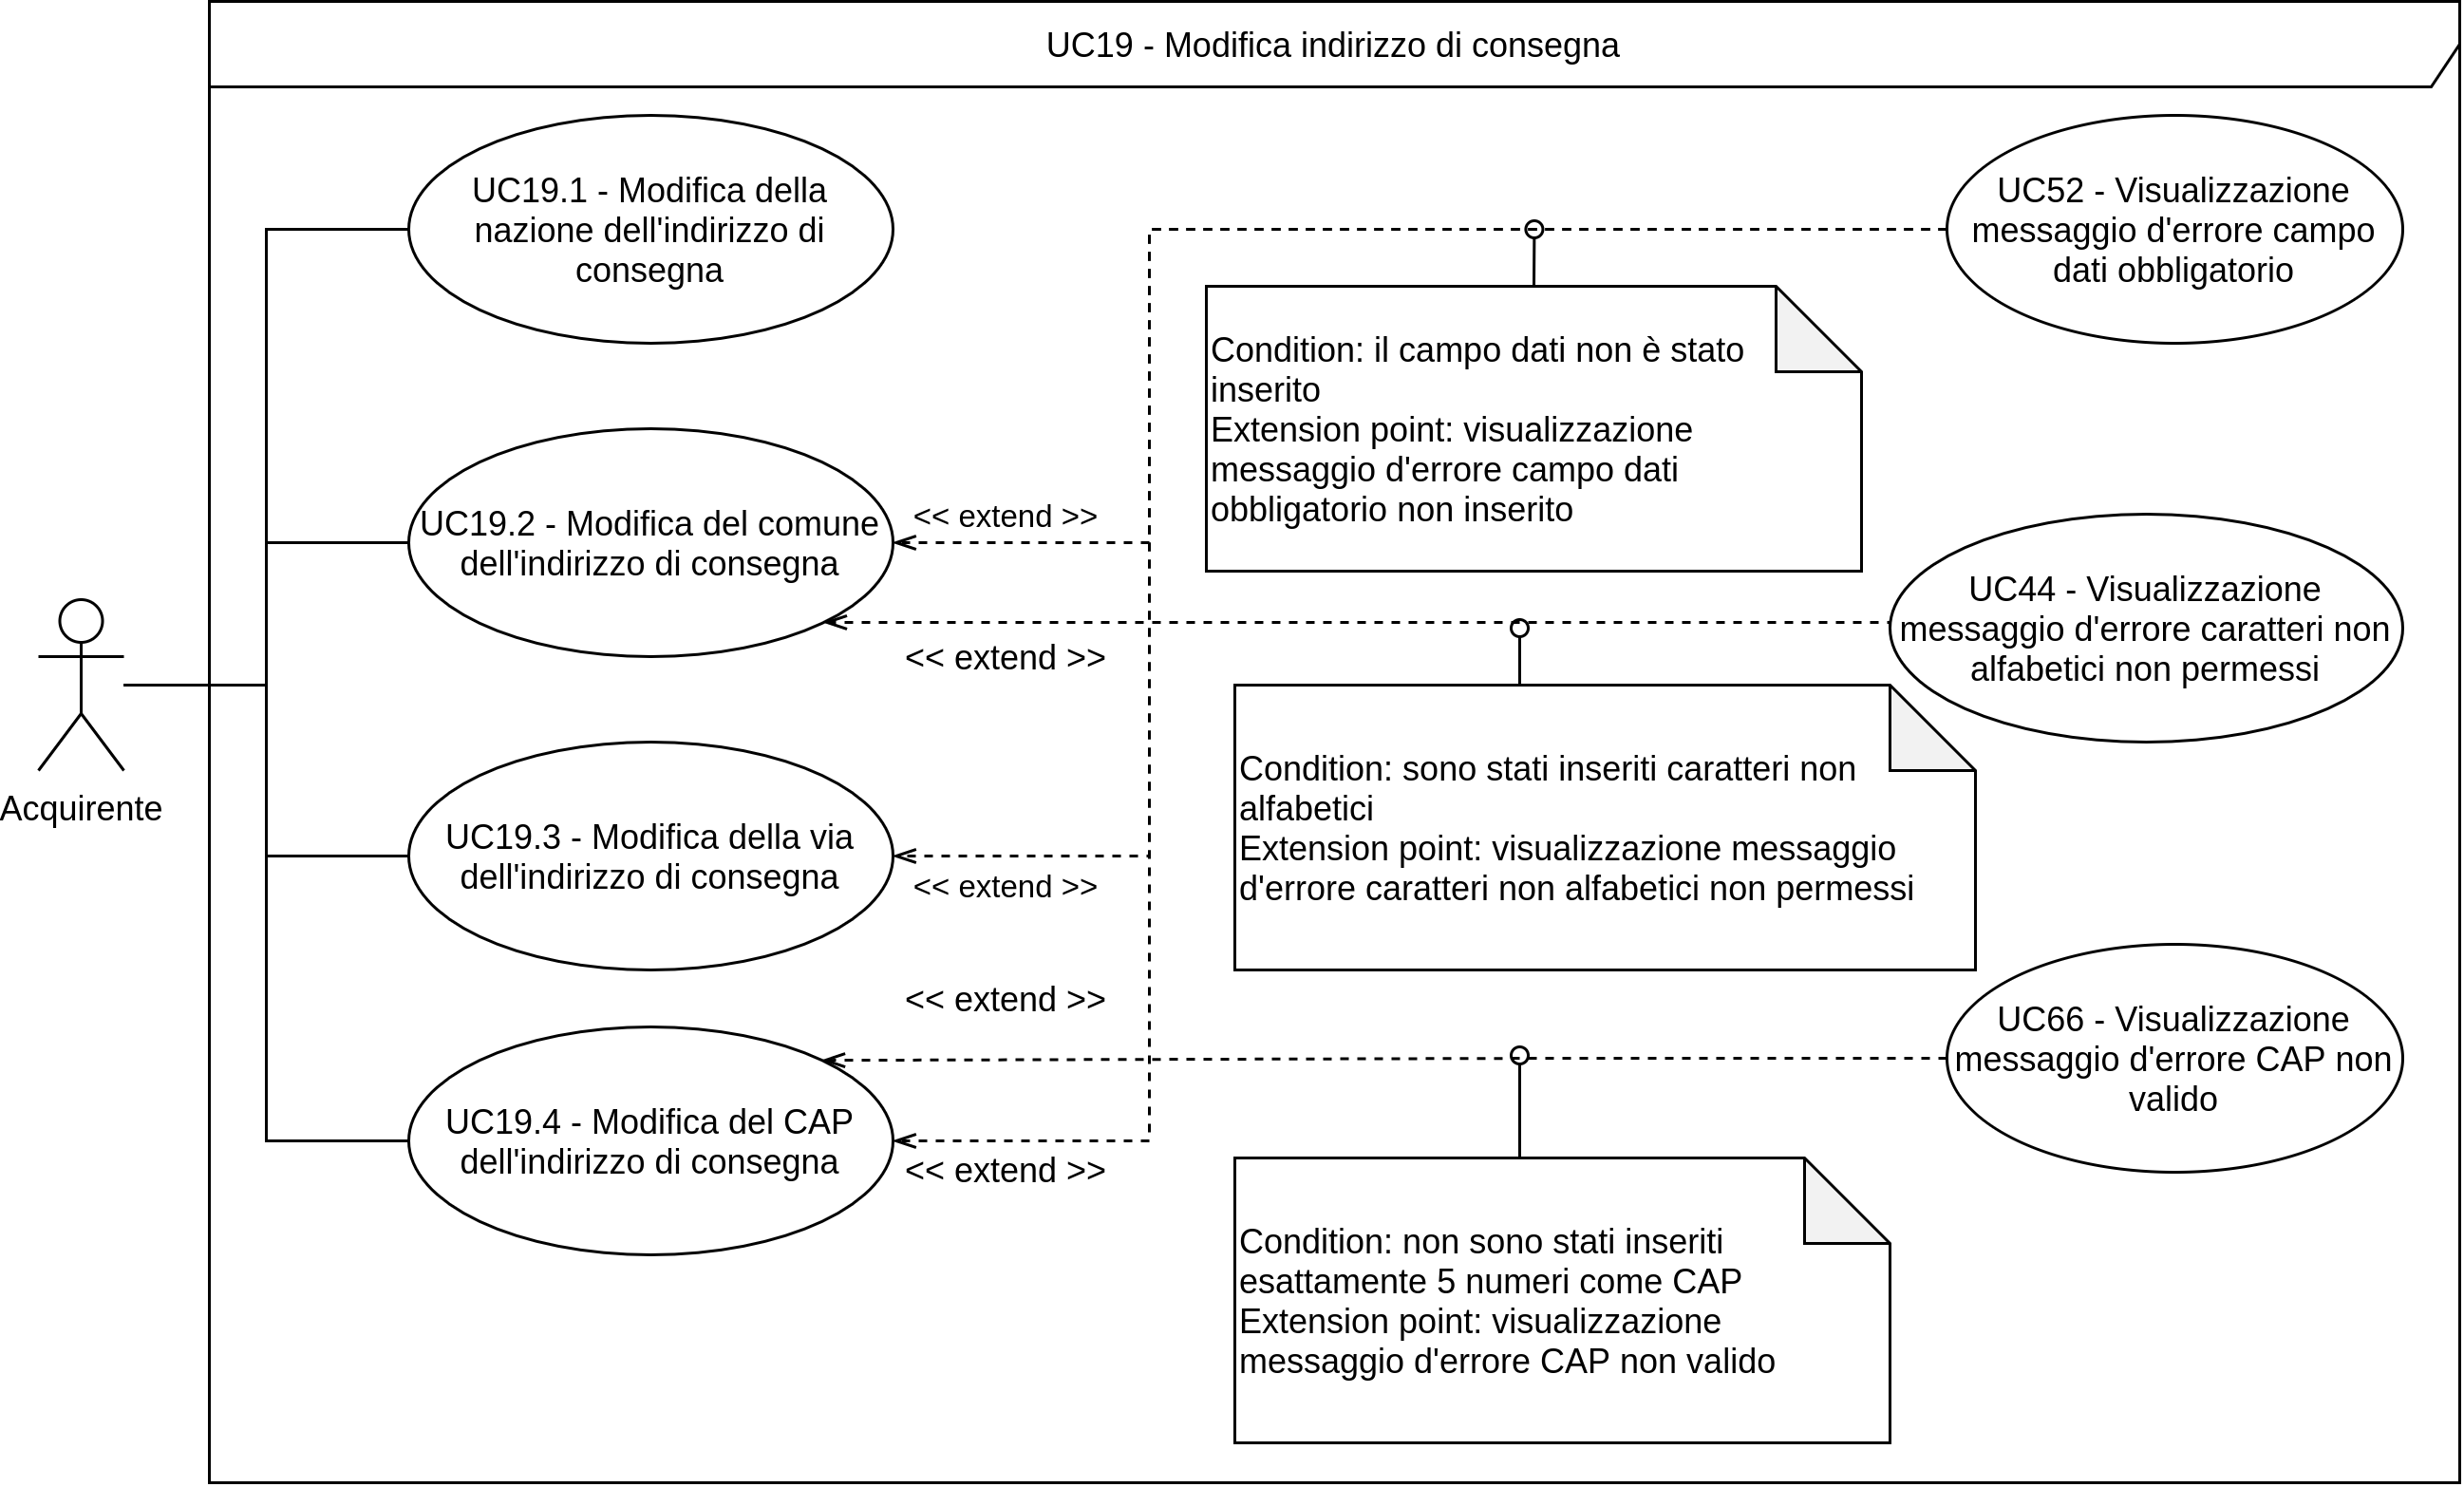 UC19 - Modifica indirizzo di consegna
UC19.1 - Modifica della
nazione dell'indirizzo di
consegna
UC52 - Visualizzazione
messaggio d'errore campo
dati obbligatorio
Condition: il campo dati non è stato
inserito
Extension point: visualizzazione
messaggio d'errore campo dati
obbligatorio non inserito
UC19.2 - Modifica del comune
dell'indirizzo di consegna
<< extend >>
<< extend >>
UC44 - Visualizzazione
messaggio d'errore caratteri non
alfabetici non permessi
Acquirente
Condition: sono stati inseriti caratteri non
alfabetici
Extension point: visualizzazione messaggio
d'errore caratteri non alfabetici non permessi
UC19.3 - Modifica della via
dell'indirizzo di consegna
<< extend >>
<< extend >>
UC66 - Visualizzazione
messaggio d'errore CAP non
valido
UC19.4 - Modifica del CAP
dell'indirizzo di consegna
<< extend >>
Condition: non sono stati inseriti
esattamente 5 numeri come CAP
Extension point: visualizzazione
messaggio d'errore CAP non valido